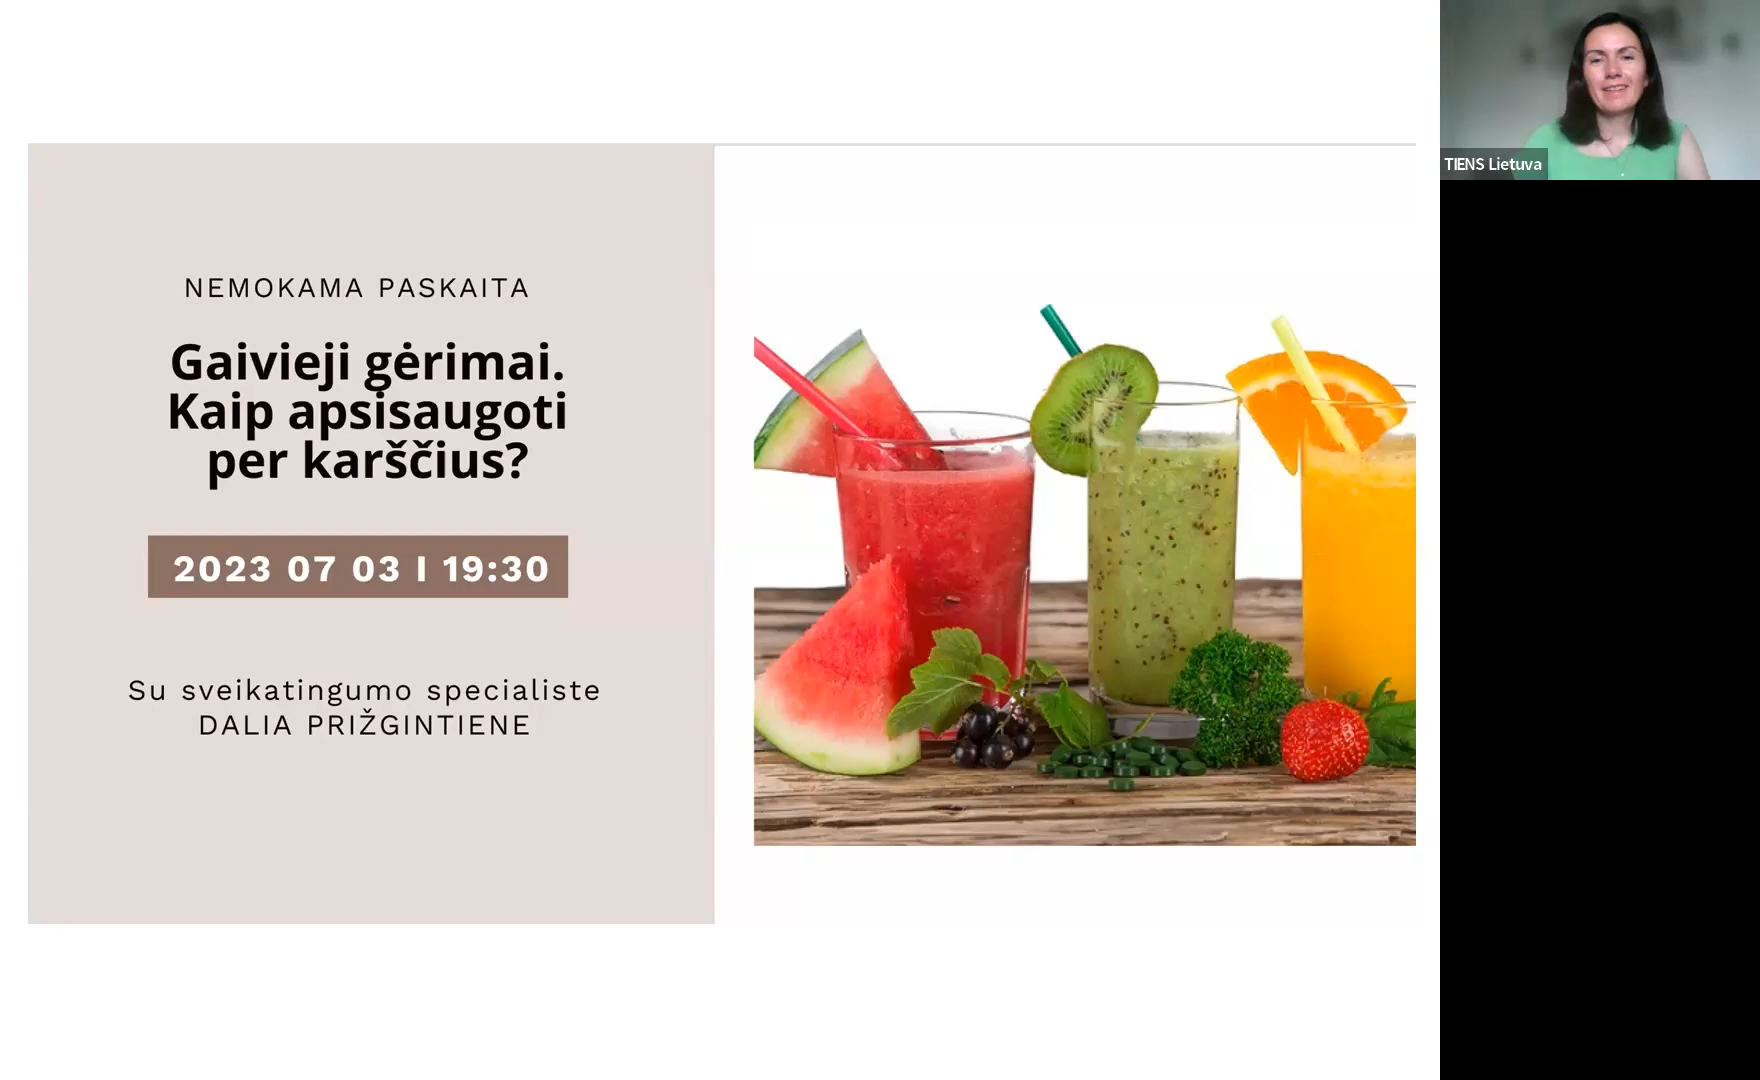 NEMOKAMA PASKAITA
Gaivieji gėrimai.
Kaip apsisaugoti
per karščius?
2023 07 03 I 19:30
Su sveikatingumo specialiste
DALIA PRIŽGINTIENE
TIENS Lietuva